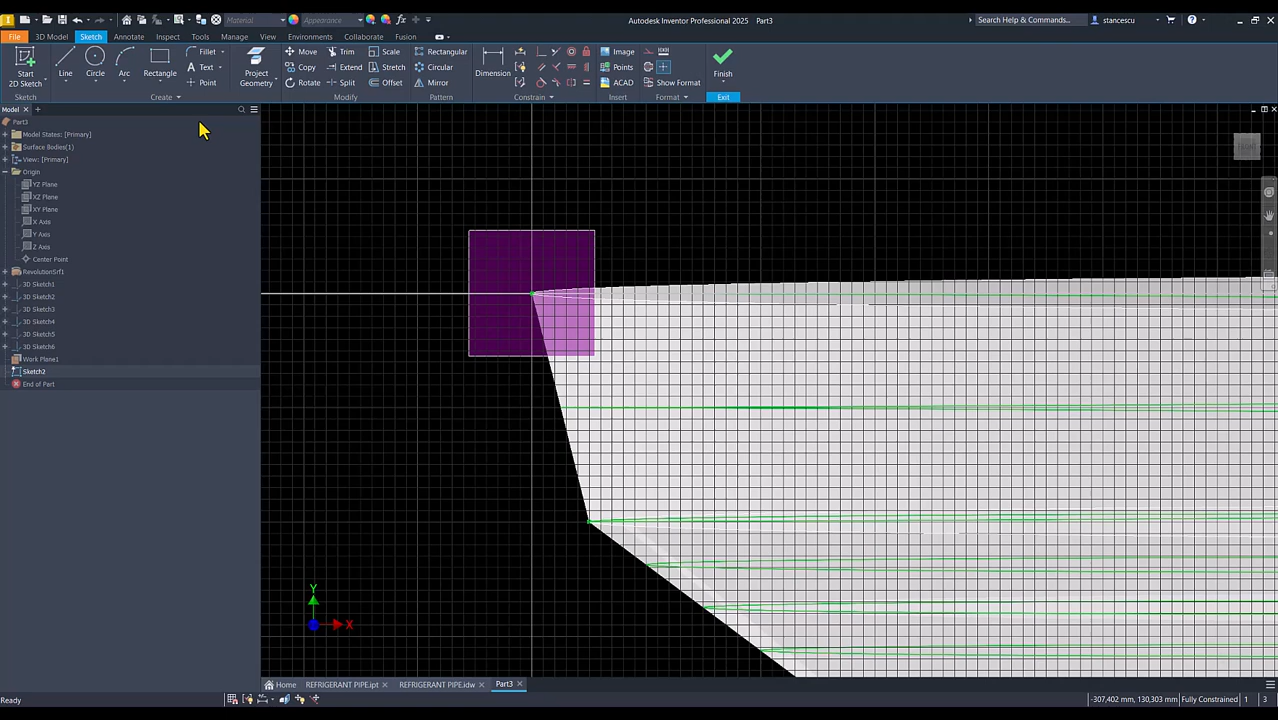 Material
Appearance
Autodesk Inventor Professional 2025 Part3
Search Help & Commands...
stancescu
File 3D Model Sketch Annotate Inspect Tools Manage View Environments Collaborate Fusion
Start
2D Sketch
Line
Circle
Arc
Rectangle
Fillet
Text
Point
Project
Geometry
Move
Copy
Rotate
Trim
Extend
Split
Scale
Stretch
Offset
Rectangular
Circular
Mirror
Dimension
Image
Points
ACAD
Show Format
Finish
Sketch Create Modify Pattern Constrain Insert Format Exit
Model
Part3
Model States: [Primary]
Surface Bodies(1)
View: [Primary]
Origin
YZ Plane
XZ Plane
XY Plane
X Axis
Y Axis
Z Axis
Center Point
RevolutionSrf1
3D Sketch1
3D Sketch2
3D Sketch3
3D Sketch4
3D Sketch5
3D Sketch6
Work Plane1
Sketch2
End of Part
Y
X
Home REFRIGERANT PIPE.ipt REFRIGERANT PIPE.idw Part3
Ready
-307,402 mm, 130,303 mm Fully Constrained 1 3